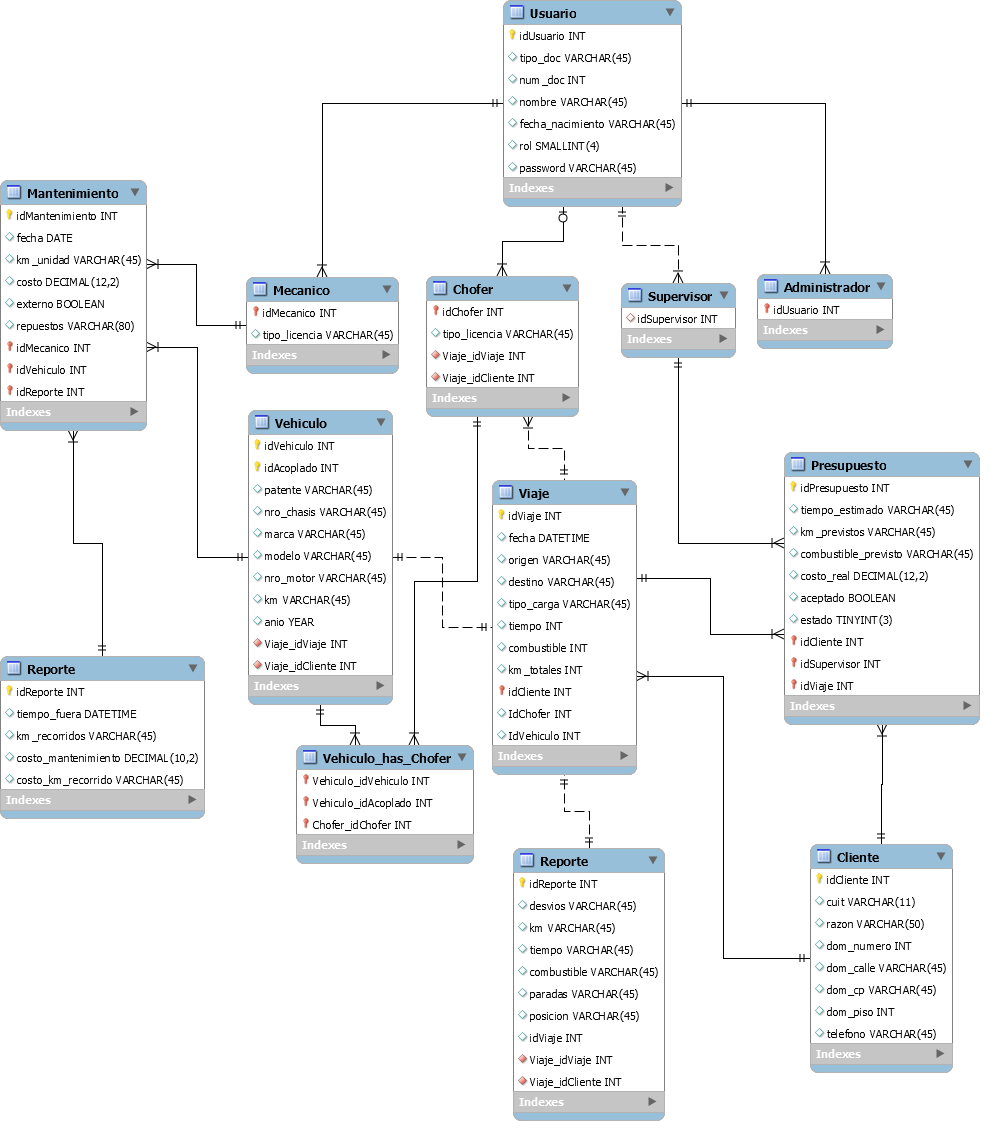 Usuario
idUsuario INT
tipo_doc VARCHAR(45)
num_doc INT
nombre VARCHAR(45)
fecha_nacimiento VARCHAR(45)
rol SMALLINT(4)
password VARCHAR(45)
Indexes
Mantenimiento
idMantenimiento INT
fecha DATE
km_unidad VARCHAR(45)
costo DECIMAL(12,2)
externo BOOLEAN
repuestos VARCHAR(80)
idMecanico INT
idVehiculo INT
idReporte INT
Indexes
Mecanico
idMecanico INT
tipo_licencia VARCHAR(45)
Indexes
Chofer
idChofer INT
tipo_licencia VARCHAR(45)
Viaje_idViaje INT
Viaje_idCliente INT
Indexes
Supervisor
idSupervisor INT
Indexes
Administrador
idUsuario INT
Indexes
Vehiculo
idVehiculo INT
idAcoplado INT
patente VARCHAR(45)
nro_chasis VARCHAR(45)
marca VARCHAR(45)
modelo VARCHAR(45)
nro_motor VARCHAR(45)
km VARCHAR(45)
anio YEAR
Viaje_idViaje INT
Viaje_idCliente INT
Indexes
Viaje
idViaje INT
fecha DATETIME
origen VARCHAR(45)
destino VARCHAR(45)
tipo_carga VARCHAR(45)
tiempo INT
combustible INT
km_totales INT
idCliente INT
IdChofer INT
IdVehiculo INT
Indexes
Presupuesto
idPresupuesto INT
tiempo_estimado VARCHAR(45)
km_previstos VARCHAR(45)
combustible_previsto VARCHAR(45)
costo_real DECIMAL(12,2)
aceptado BOOLEAN
estado TINYINT(3)
idCliente INT
idSupervisor INT
idViaje INT
Indexes
Reporte
idReporte INT
tiempo_fuera DATETIME
km_recorridos VARCHAR(45)
costo_mantenimiento DECIMAL(10,2)
costo_km_recorrido VARCHAR(45)
Indexes
Vehiculo_has_Chofer
Vehiculo_idVehiculo INT
Vehiculo_idAcoplado INT
Chofer_idChofer INT
Indexes
Reporte
idReporte INT
desvios VARCHAR(45)
km VARCHAR(45)
tiempo VARCHAR(45)
combustible VARCHAR(45)
paradas VARCHAR(45)
posicion VARCHAR(45)
idViaje INT
Viaje_idViaje INT
Viaje_idCliente INT
Indexes
Cliente
idCliente INT
cuit VARCHAR(11)
razon VARCHAR(50)
dom_numero INT
dom_calle VARCHAR(45)
dom_cp VARCHAR(45)
dom_piso INT
telefono VARCHAR(45)
Indexes